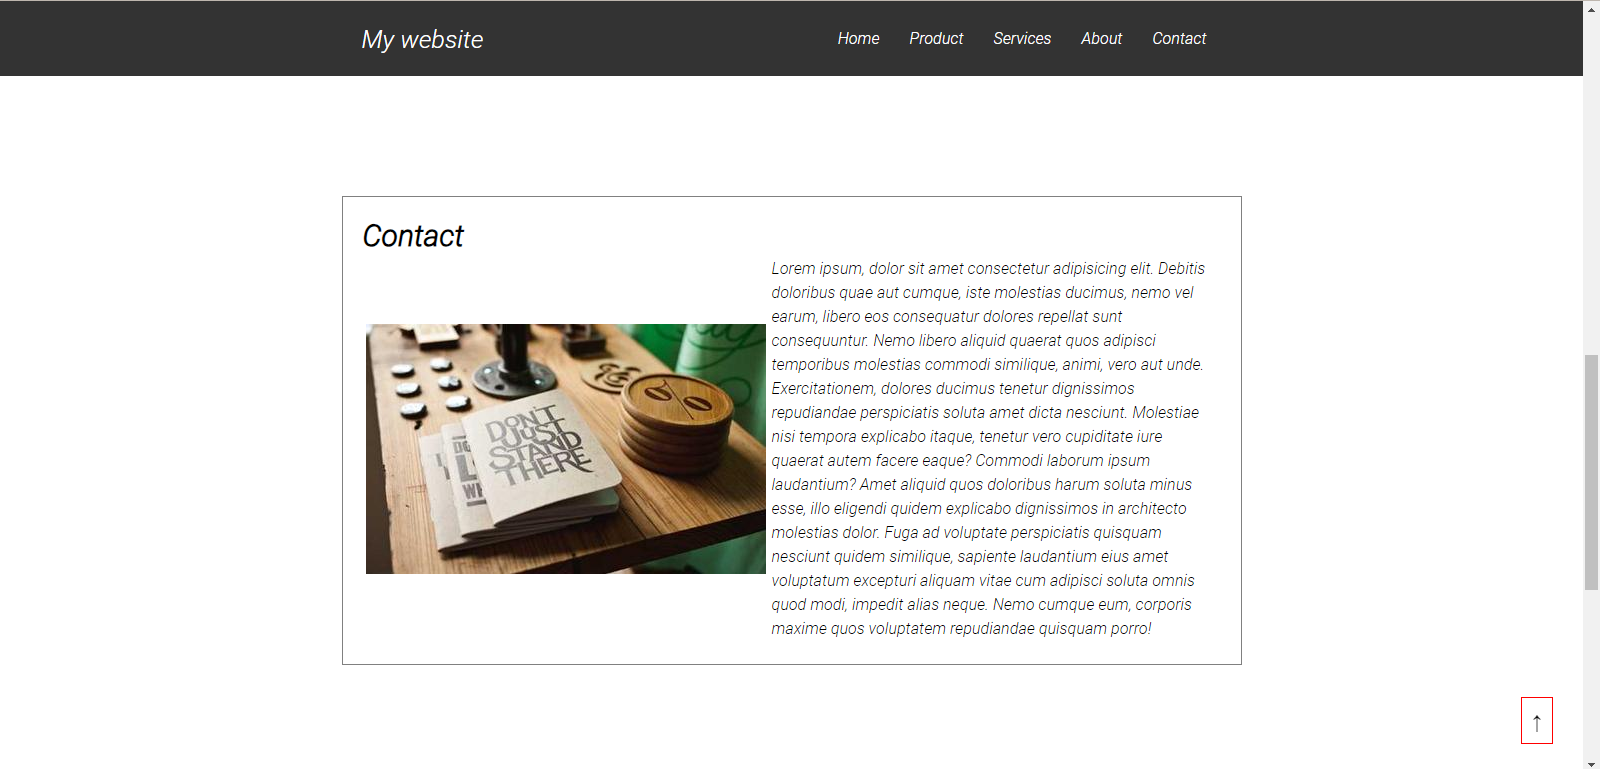 My website
Home Product Services About Contact
Contact
Lorem ipsum, dolor sit amet consectetur adipisicing elit. Debitis
doloribus quae aut cumque, iste molestias ducimus, nemo vel
earum, libero eos consequatur dolores repellat sunt
consequuntur. Nemo libero aliquid quaerat quos adipisci
temporibus molestias commodi similique, animi, vero aut unde.
Exercitationem, dolores ducimus tenetur dignissimos
repudiandae perspiciatis soluta amet dicta nesciunt. Molestiae
nisi tempora explicabo itaque, tenetur vero cupiditate iure
quaerat autem facere eaque? Commodi laborum ipsum
laudantium? Amet aliquid quos doloribus harum soluta minus
esse, illo eligendi quidem explicabo dignissimos in architecto
molestias dolor. Fuga ad voluptate perspiciatis quisquam
nesciunt quidem similique, sapiente laudantium eius amet
voluptatum excepturi aliquam vitae cum adipisci soluta omnis
quod modi, impedit alias neque. Nemo cumque eum, corporis
maxime quos voluptatem repudiandae quisquam porro!
DON'T
JUST
STAND
THERE
%
↑